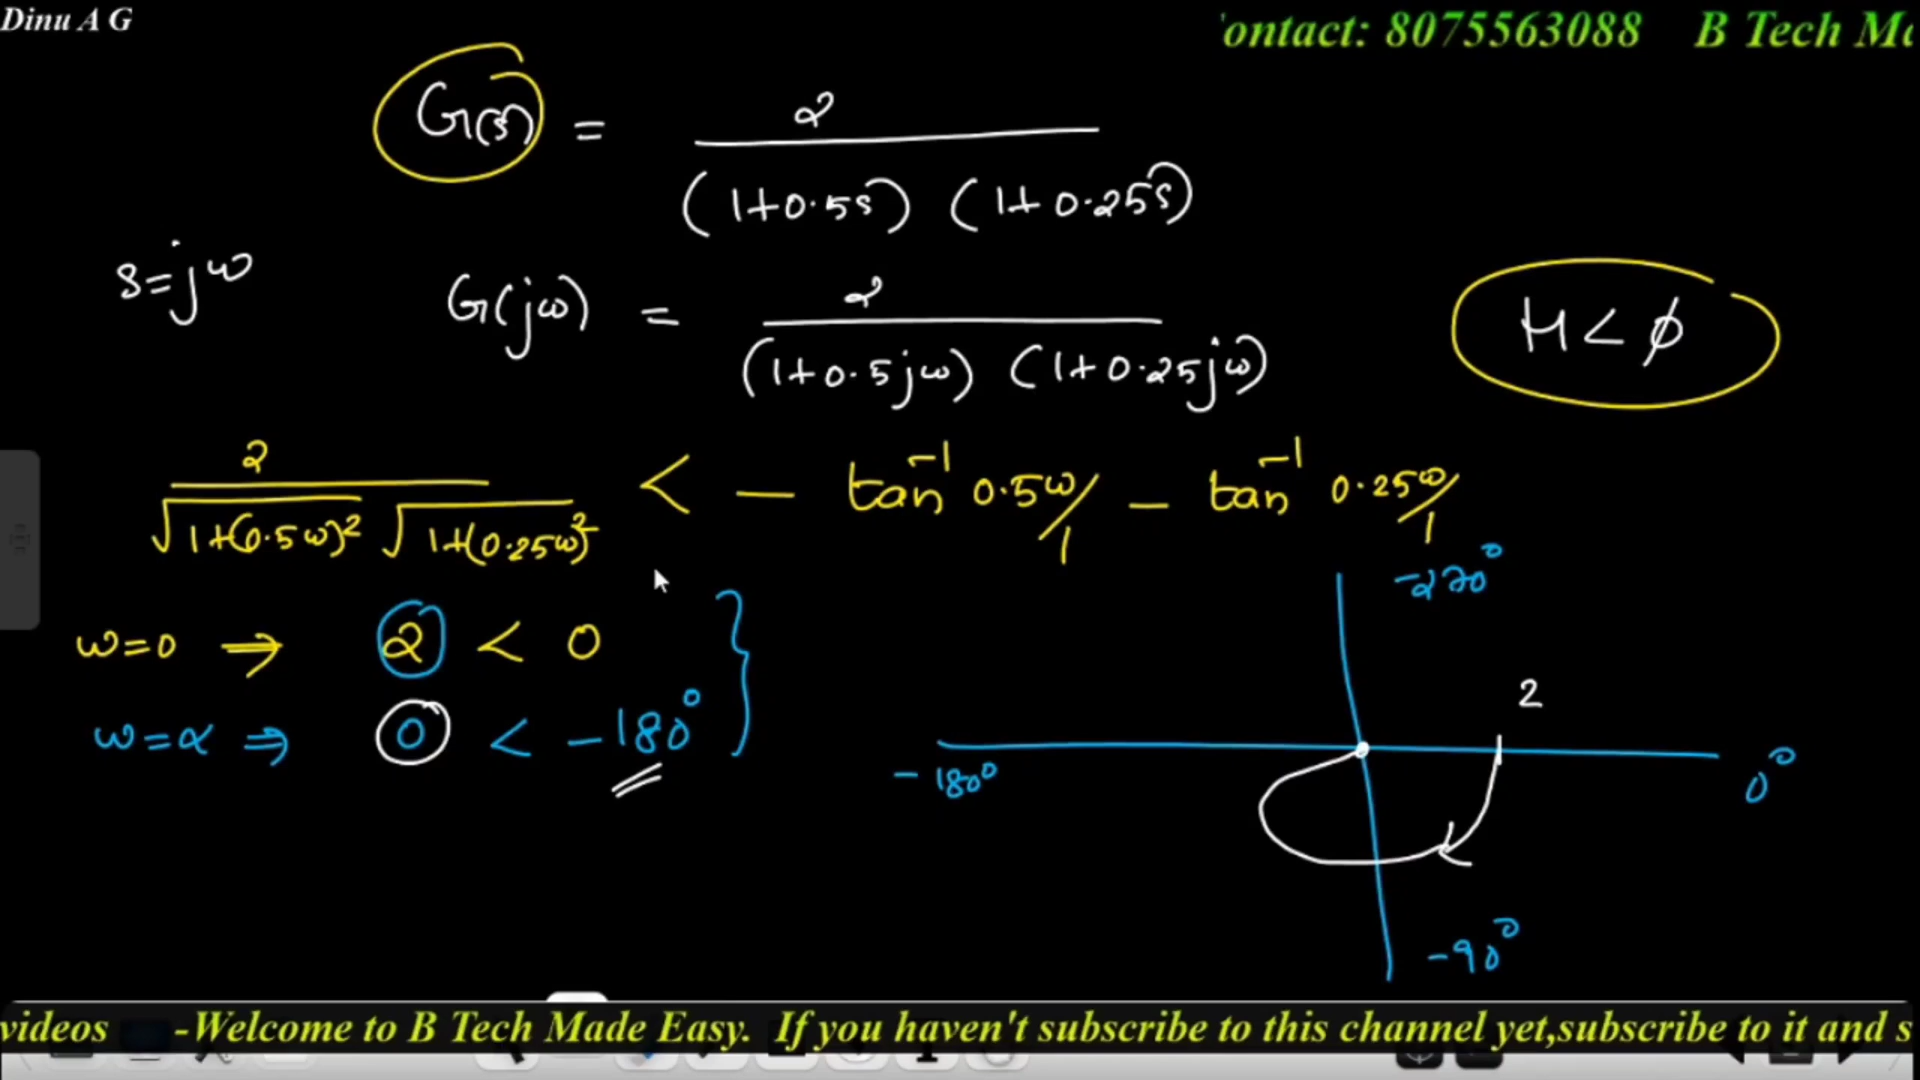 Dinu A G
'ontact: 8075563088 B Tech Ma
G(s) = 2 / (1+0.5s) (1+0.25s)
s=jω
G(jω) = 2 / (1+0.5jω) (1+0.25jω)
M < ϕ
2 / √1+(0.5ω)² √1+(0.25ω)² < - tan⁻¹ 0.5ω/1 - tan⁻¹ 0.25ω/1
ω=0 ⇒ 2 < 0
ω=α ⇒ 0 < -180°
-270°
2
-180°
0°
-90°
videos -Welcome to B Tech Made Easy. If you haven't subscribe to this channel yet,subscribe to it and s